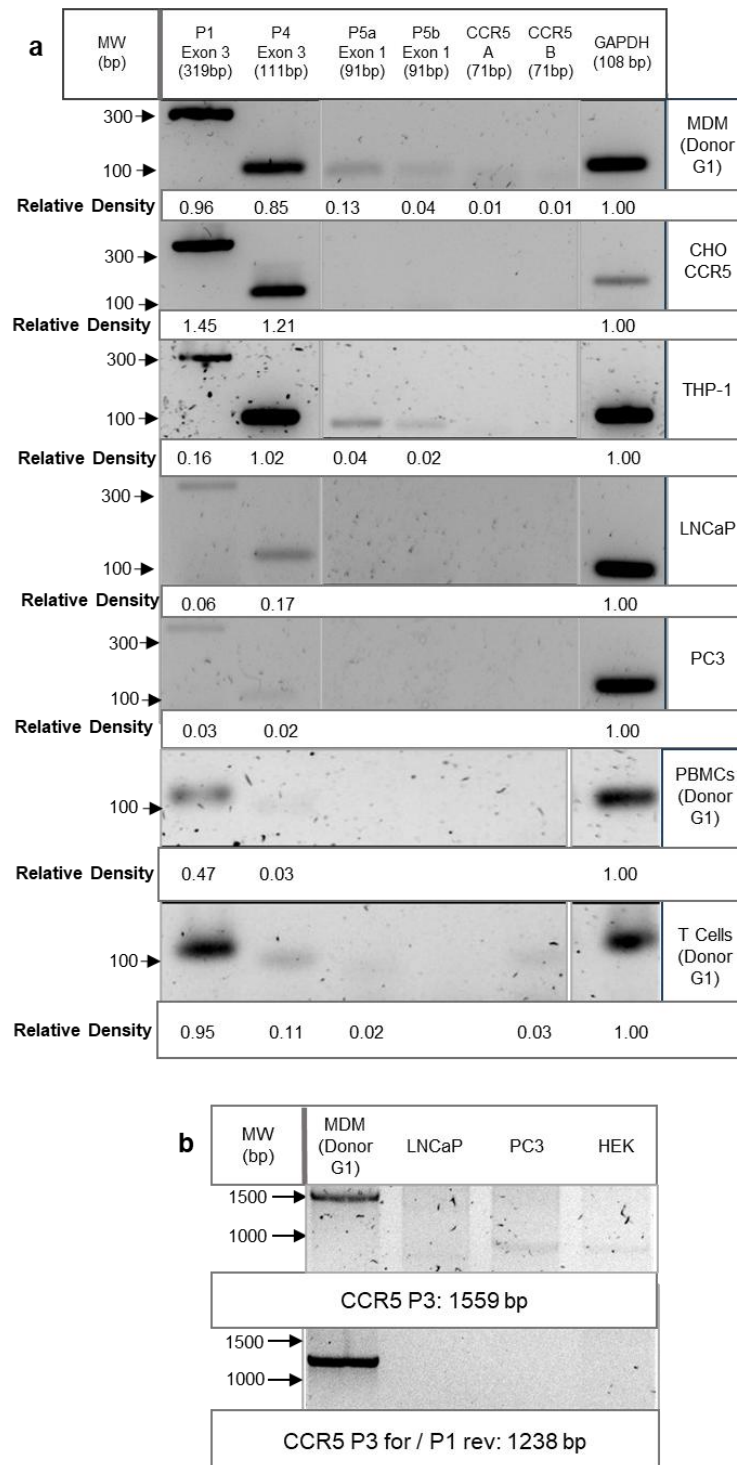 a
MW
(bp)
P1
Exon 3
(319bp)
P4
Exon 3
(111bp)
P5a
Exon 1
(91bp)
P5b
Exon 1
(91bp)
CCR5
A
(71bp)
CCR5
B
(71bp)
GAPDH
(108 bp)
300
100
MDM
(Donor
G1)
Relative Density 0.96 0.85 0.13 0.04 0.01 0.01 1.00
300
100
CHO
CCR5
Relative Density 1.45 1.21 1.00
300
100
THP-1
Relative Density 0.16 1.02 0.04 0.02 1.00
300
100
LNCaP
Relative Density 0.06 0.17 1.00
300
100
PC3
Relative Density 0.03 0.02 1.00
100
PBMCs
(Donor
G1)
Relative Density 0.47 0.03 1.00
100
T Cells
(Donor
G1)
Relative Density 0.95 0.11 0.02 0.03 1.00
b
MW
(bp)
MDM
(Donor
G1)
LNCaP
PC3
HEK
1500
1000
CCR5 P3: 1559 bp
1500
1000
CCR5 P3 for / P1 rev: 1238 bp